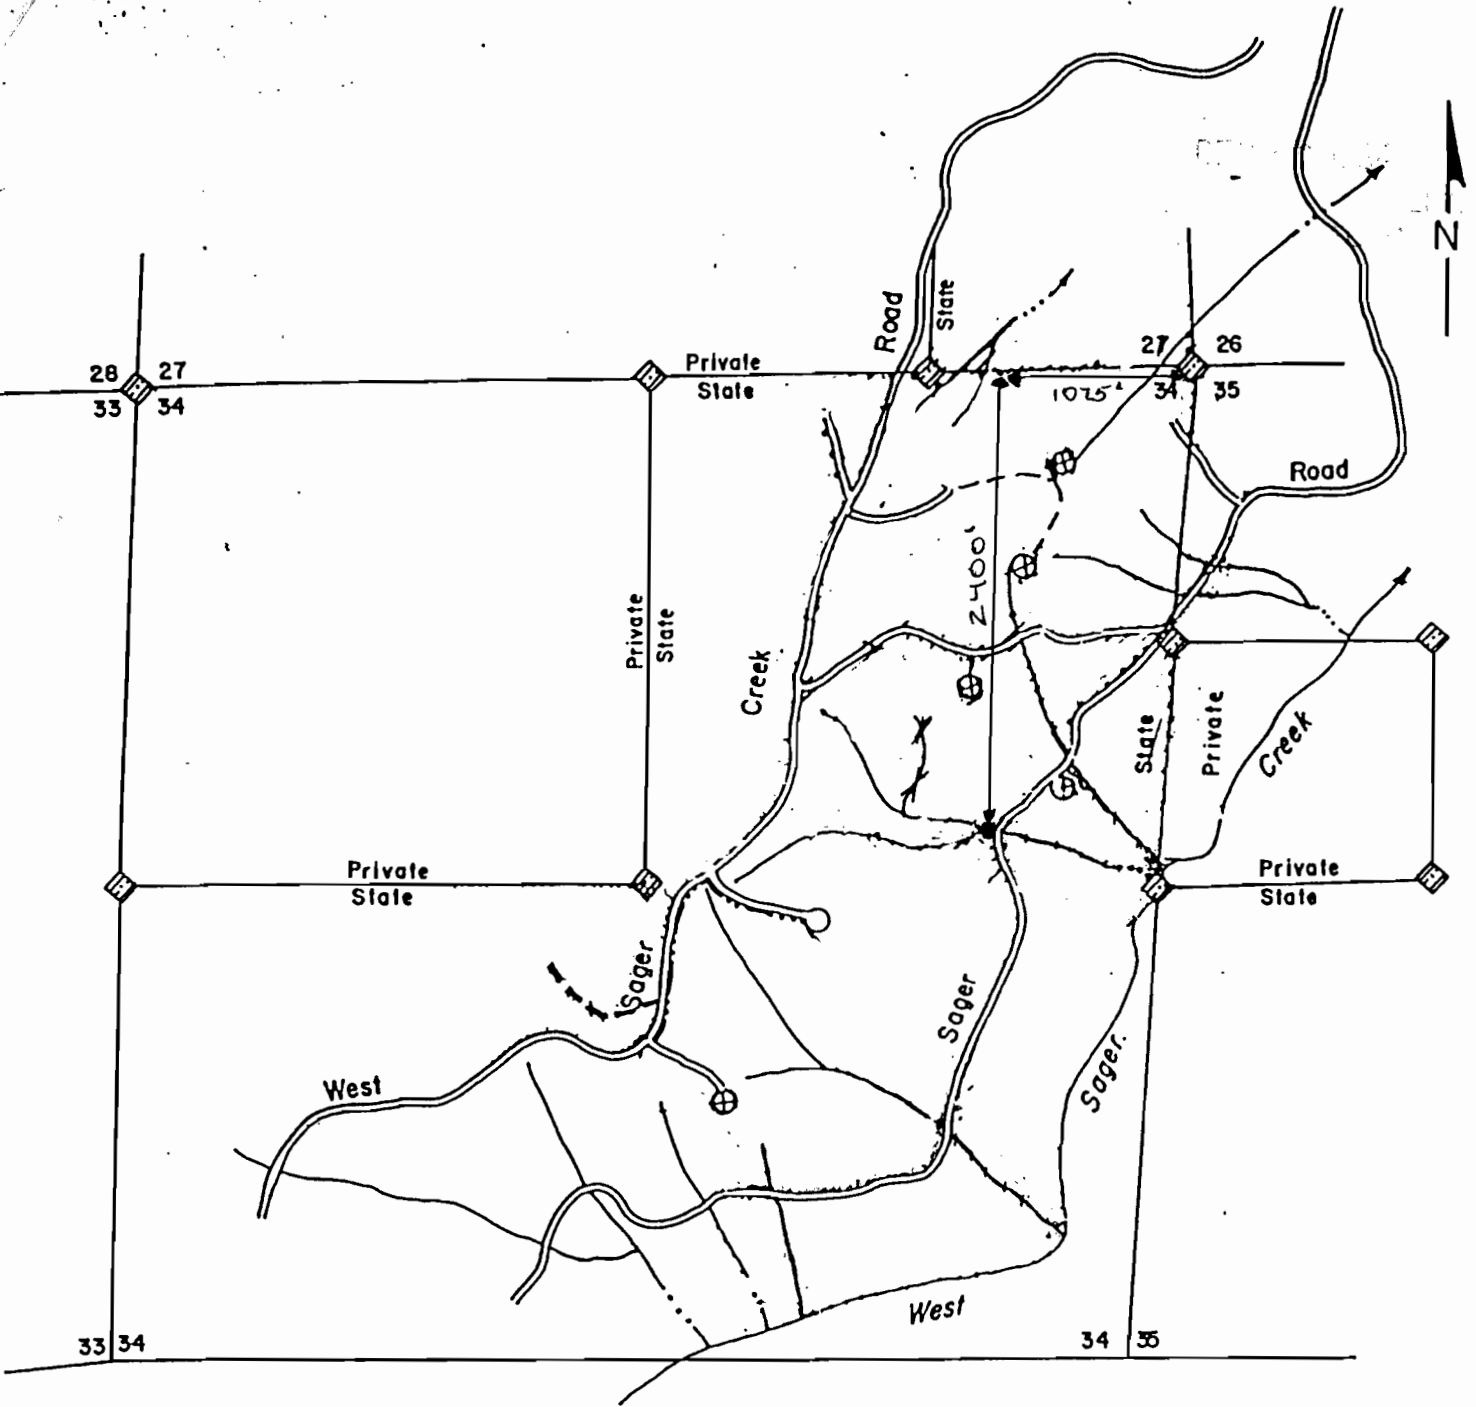 N
State
Road
28 27
33 34
Private
State
27 26
34 35
1025'
Road
2400'
Private
State
Creek
State
Private
Creek
Private
State
Private
State
Sager
Sager
Sager.
West
West
33 34
34 35